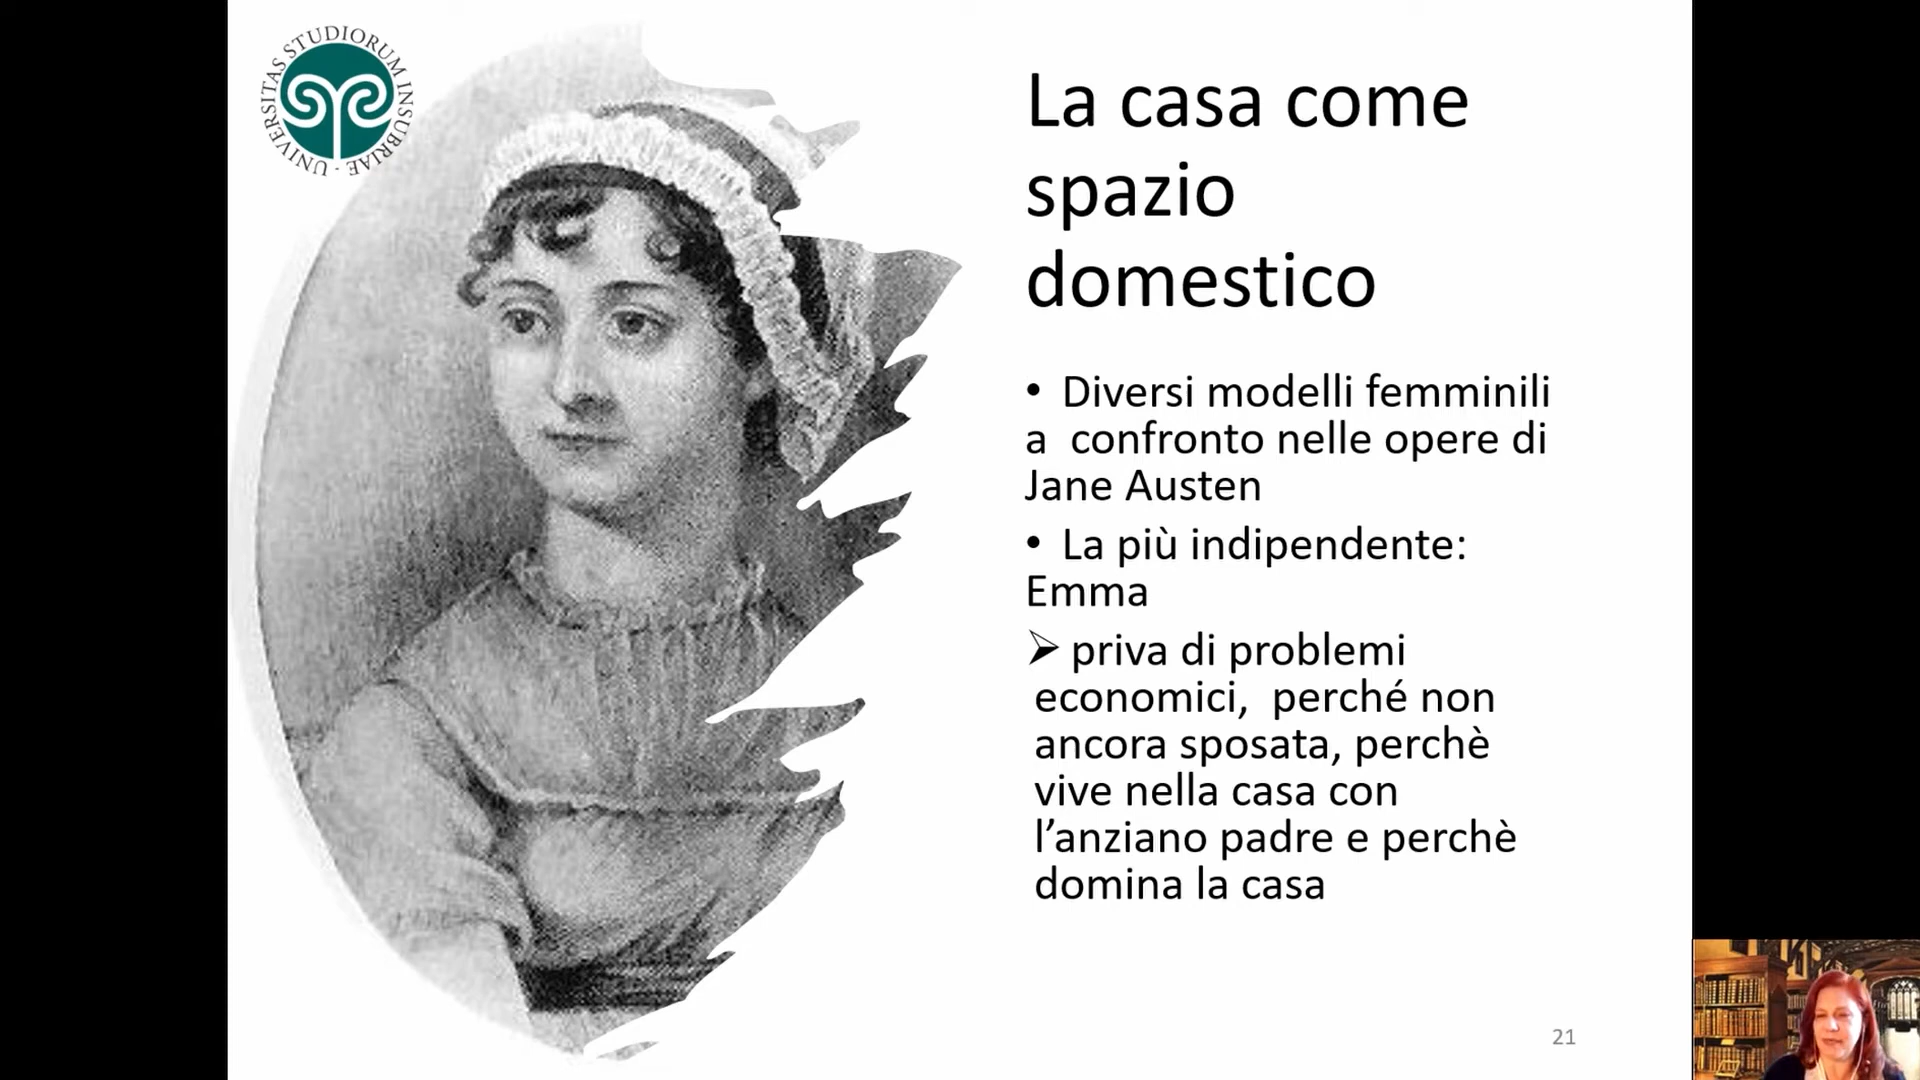 UNIVERSITAS STUDIORUM INSUBRIAE
La casa come
spazio
domestico
• Diversi modelli femminili
a confronto nelle opere di
Jane Austen
• La più indipendente:
Emma
➢ priva di problemi
economici, perché non
ancora sposata, perchè
vive nella casa con
l’anziano padre e perchè
domina la casa
21